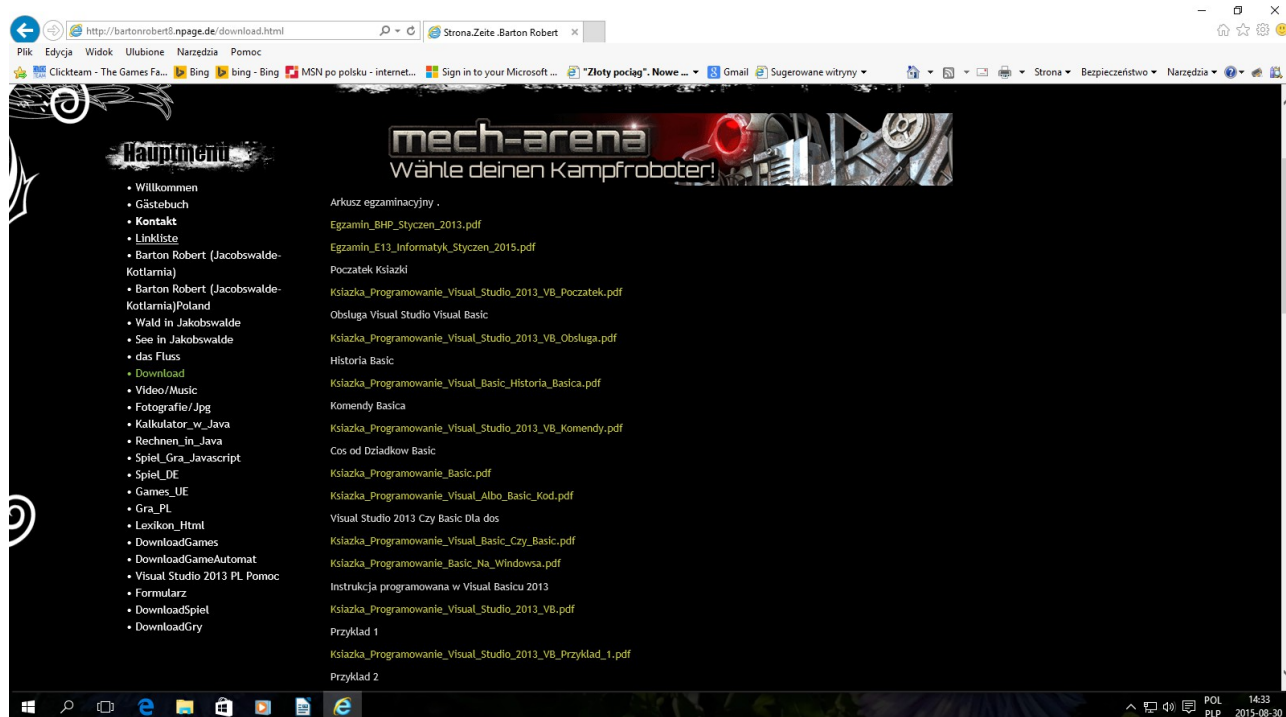 http://bartonrobert8.npage.de/download.html
Strona.Zeite .Barton Robert
Plik Edycja Widok Ulubione Narzędzia Pomoc
Clickteam - The Games Fa... Bing bing - Bing MSN po polsku - internet... Sign in to your Microsoft ... "Złoty pociąg". Nowe ... Gmail Sugerowane witryny Strona Bezpieczeństwo Narzędzia
mech-arena
Wähle deinen Kampfroboter!
Hauptmenü
• Willkommen
• Gästebuch
• Kontakt
• Linkliste
• Barton Robert (Jacobswalde-
Kotlarnia)
• Barton Robert (Jacobswalde-
Kotlarnia)Poland
• Wald in Jakobswalde
• See in Jakobswalde
• das Fluss
• Download
• Video/Music
• Fotografie/Jpg
• Kalkulator_w_Java
• Rechnen_in_Java
• Spiel_Gra_Javascript
• Spiel_DE
• Games_UE
• Gra_PL
• Lexikon_Html
• DownloadGames
• DownloadGameAutomat
• Visual Studio 2013 PL Pomoc
• Formularz
• DownloadSpiel
• DownloadGry
Arkusz egzaminacyjny .
Egzamin_BHP_Styczen_2013.pdf
Egzamin_E13_Informatyk_Styczen_2015.pdf
Poczatek Ksiazki
Ksiazka_Programowanie_Visual_Studio_2013_VB_Poczatek.pdf
Obsluga Visual Studio Visual Basic
Ksiazka_Programowanie_Visual_Studio_2013_VB_Obsluga.pdf
Historia Basic
Ksiazka_Programowanie_Visual_Basic_Historia_Basica.pdf
Komendy Basica
Ksiazka_Programowanie_Visual_Studio_2013_VB_Komendy.pdf
Cos od Dziadkow Basic
Ksiazka_Programowanie_Basic.pdf
Ksiazka_Programowanie_Visual_Albo_Basic_Kod.pdf
Visual Studio 2013 Czy Basic Dla dos
Ksiazka_Programowanie_Visual_Basic_Czy_Basic.pdf
Ksiazka_Programowanie_Basic_Na_Windowsa.pdf
Instrukcja programowana w Visual Basicu 2013
Ksiazka_Programowanie_Visual_Studio_2013_VB.pdf
Przyklad 1
Ksiazka_Programowanie_Visual_Studio_2013_VB_Przyklad_1.pdf
Przyklad 2
POL 14:33
PLP 2015-08-30